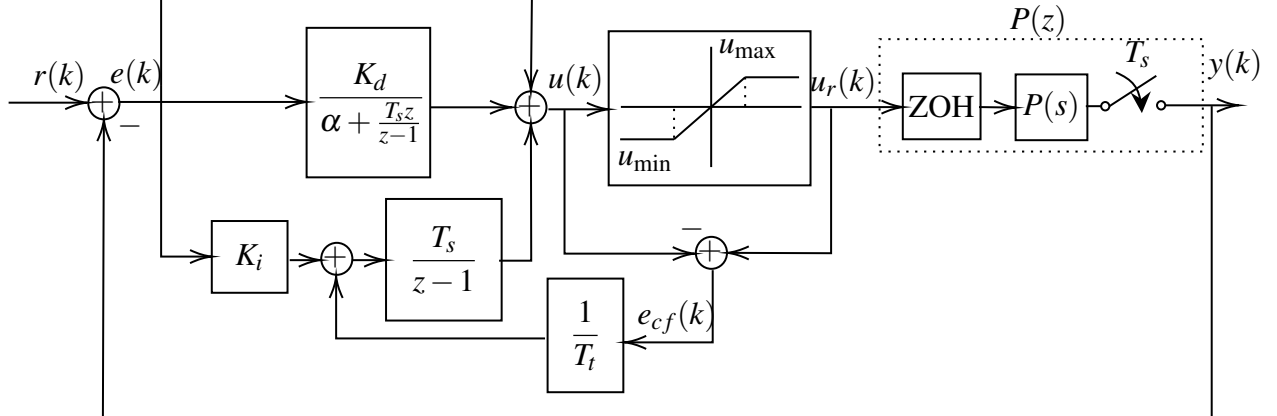 P(z)
r(k)
e(k)
−
K_d
α + T_s z
z−1
u(k)
u_max
u_min
u_r(k)
ZOH
P(s)
T_s
y(k)
K_i
T_s
z − 1
−
e_cf(k)
1
T_t